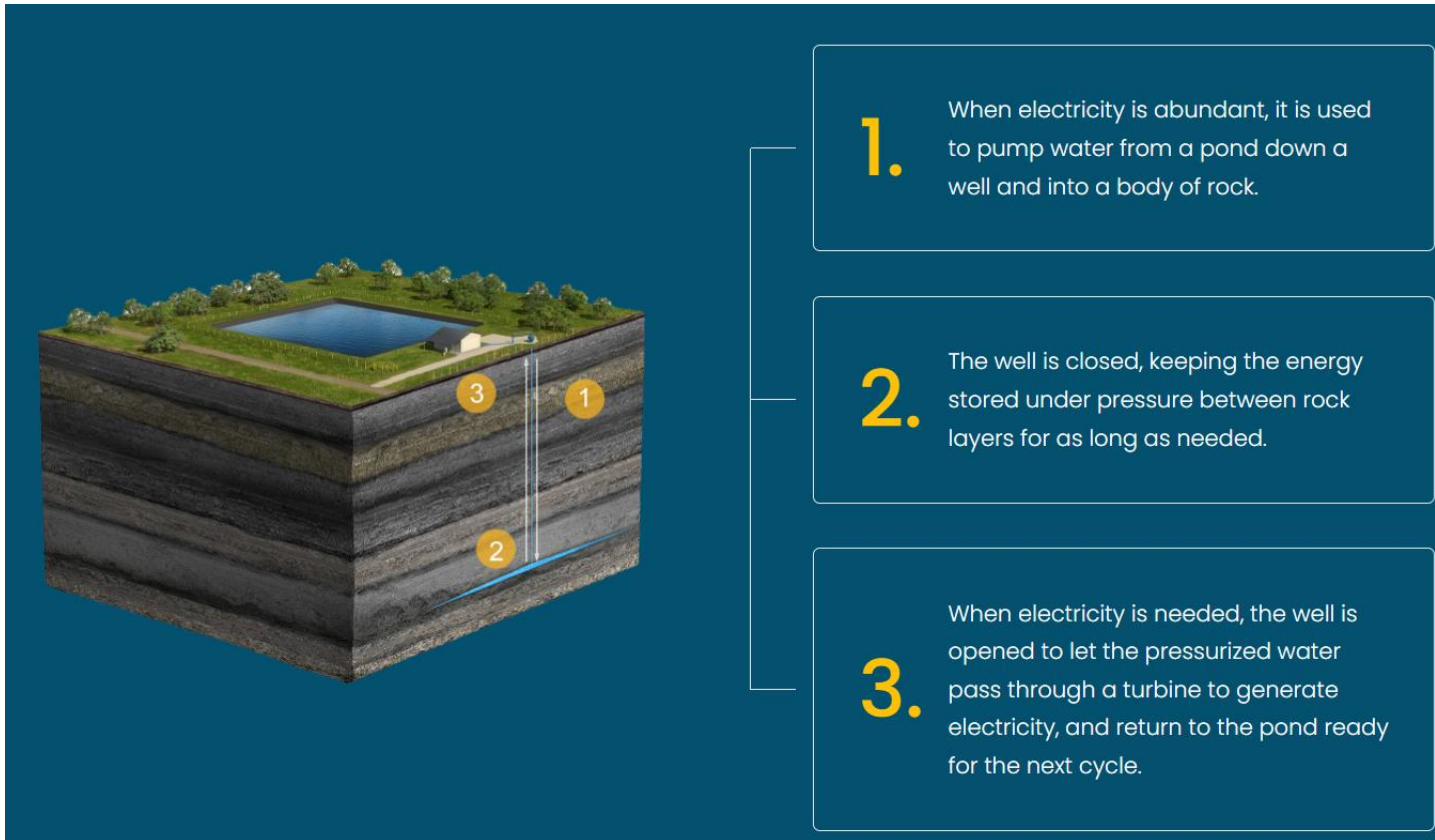 1.
When electricity is abundant, it is used
to pump water from a pond down a
well and into a body of rock.
2.
The well is closed, keeping the energy
stored under pressure between rock
layers for as long as needed.
3.
When electricity is needed, the well is
opened to let the pressurized water
pass through a turbine to generate
electricity, and return to the pond ready
for the next cycle.
3
1
2